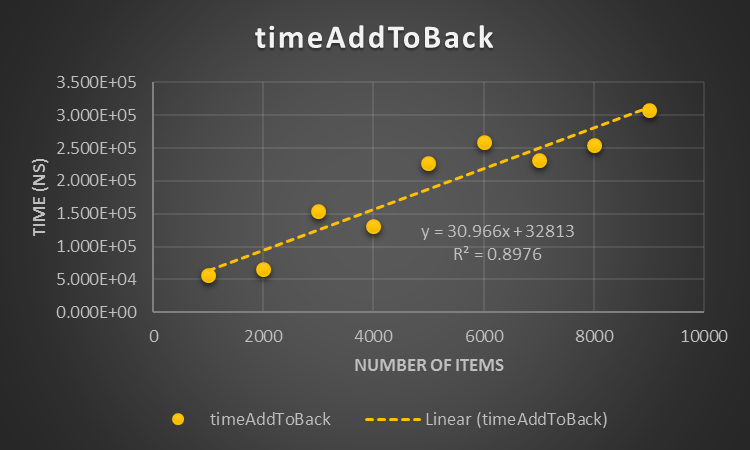 timeAddToBack
3.500E+05
3.000E+05
2.500E+05
2.000E+05
1.500E+05
1.000E+05
5.000E+04
0.000E+00
TIME (NS)
y = 30.966x + 32813
R² = 0.8976
0 2000 4000 6000 8000 10000
NUMBER OF ITEMS
timeAddToBack Linear (timeAddToBack)